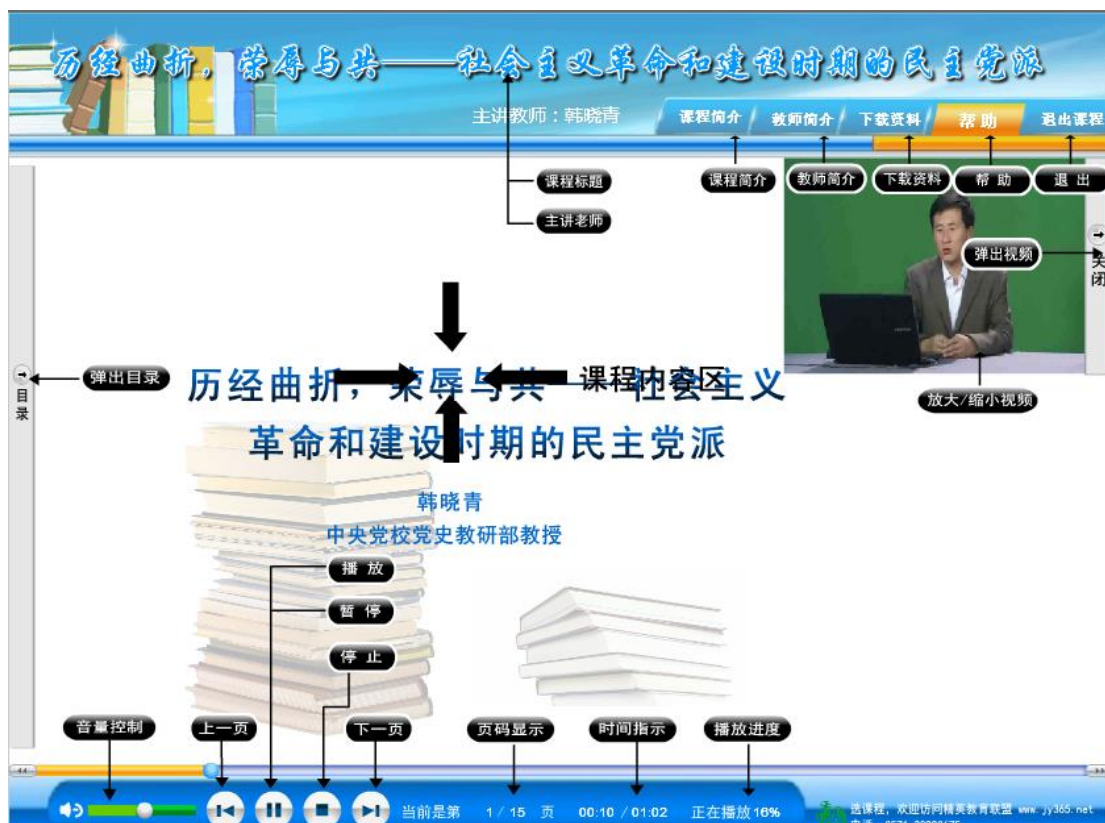 历经曲折，荣辱与共——社会主义革命和建设时期的民主党派
主讲教师：韩晓青
课程简介 教师简介 下载资料 帮助 退出课程
课程标题
主讲老师
课程简介 教师简介 下载资料 帮 助 退 出
弹出视频
关闭
放大/缩小视频
目录
弹出目录
课程内容区
历经曲折，荣辱与共 社会主义
革命和建设时期的民主党派
韩晓青
中央党校党史教研部教授
播 放
暂 停
停 止
音量控制 上一页 下一页 页码显示 时间指示 播放进度
当前是第 1 / 15 页 00:10 / 01:02 正在播放16%
选课程，欢迎访问精英教育联盟 www.jy365.net